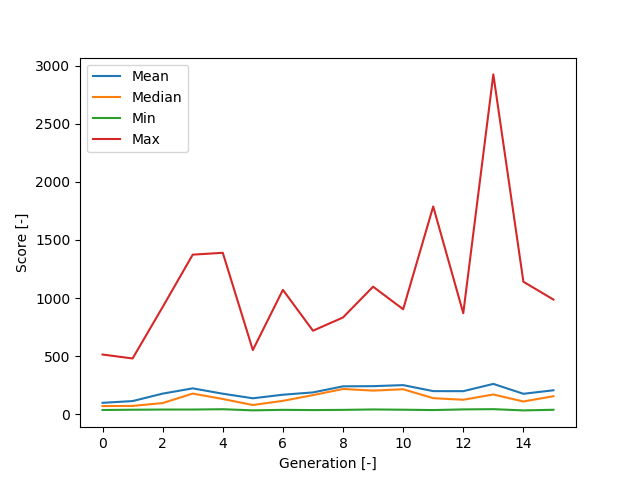 3000
2500
2000
1500
1000
500
0
Score [-]
Mean
Median
Min
Max
0 2 4 6 8 10 12 14
Generation [-]